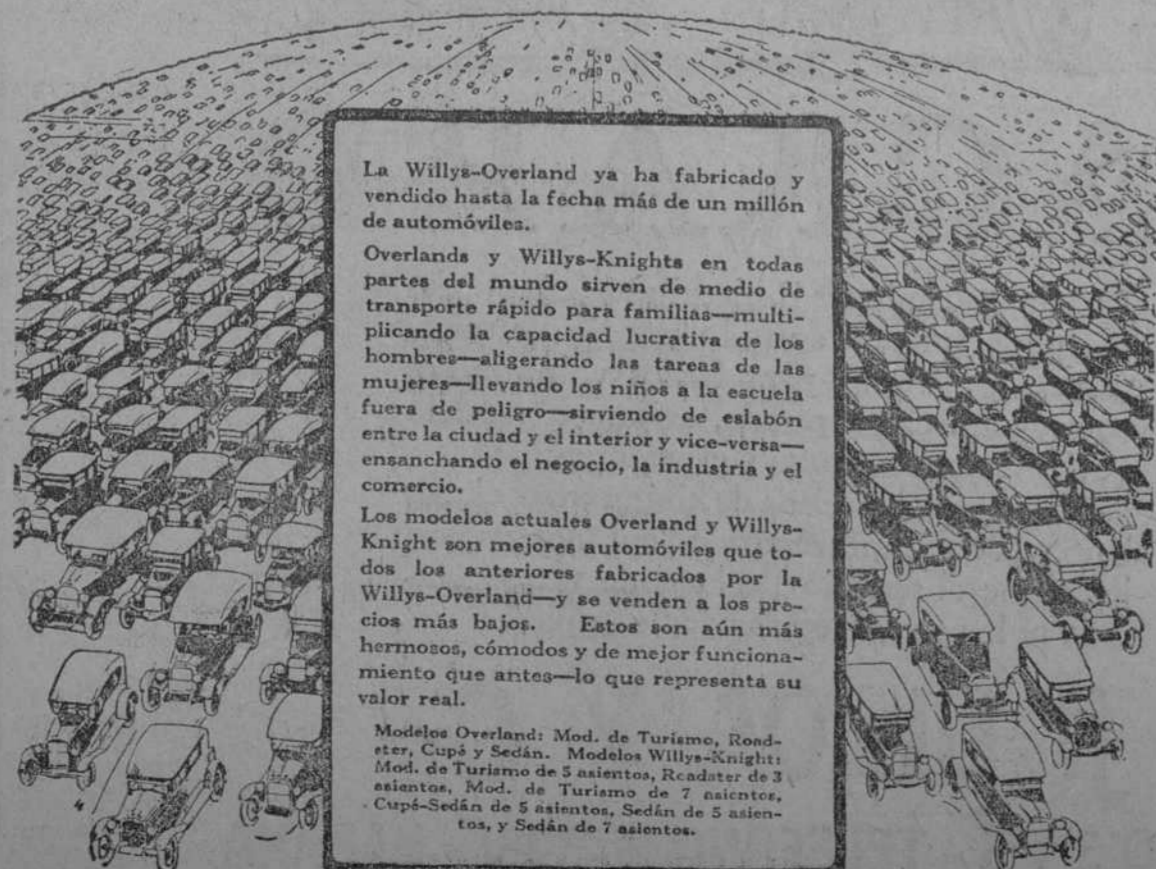 La Willys-Overland ya ha fabricado y
vendido hasta la fecha más de un millón
de automóviles.
Overlands y Willys-Knights en todas
partes del mundo sirven de medio de
transporte rápido para familias—multi-
plicando la capacidad lucrativa de los
hombres—aligerando las tareas de las
mujeres—llevando los niños a la escuela
fuera de peligro—sirviendo de eslabón
entre la ciudad y el interior y vice-versa—
ensanchando el negocio, la industria y el
comercio.
Los modelos actuales Overland y Willys-
Knight son mejores automóviles que to-
dos los anteriores fabricados por la
Willys-Overland—y se venden a los pre-
cios más bajos. Estos son aún más
hermosos, cómodos y de mejor funciona-
miento que antes—lo que representa su
valor real.
Modelos Overland: Mod. de Turismo, Road-
ster, Cupé y Sedán. Modelos Willys-Knight:
Mod. de Turismo de 5 asientos, Roadster de 3
asientos, Mod. de Turismo de 7 asientos,
Cupé-Sedán de 5 asientos, Sedán de 5 asien-
tos, y Sedán de 7 asientos.